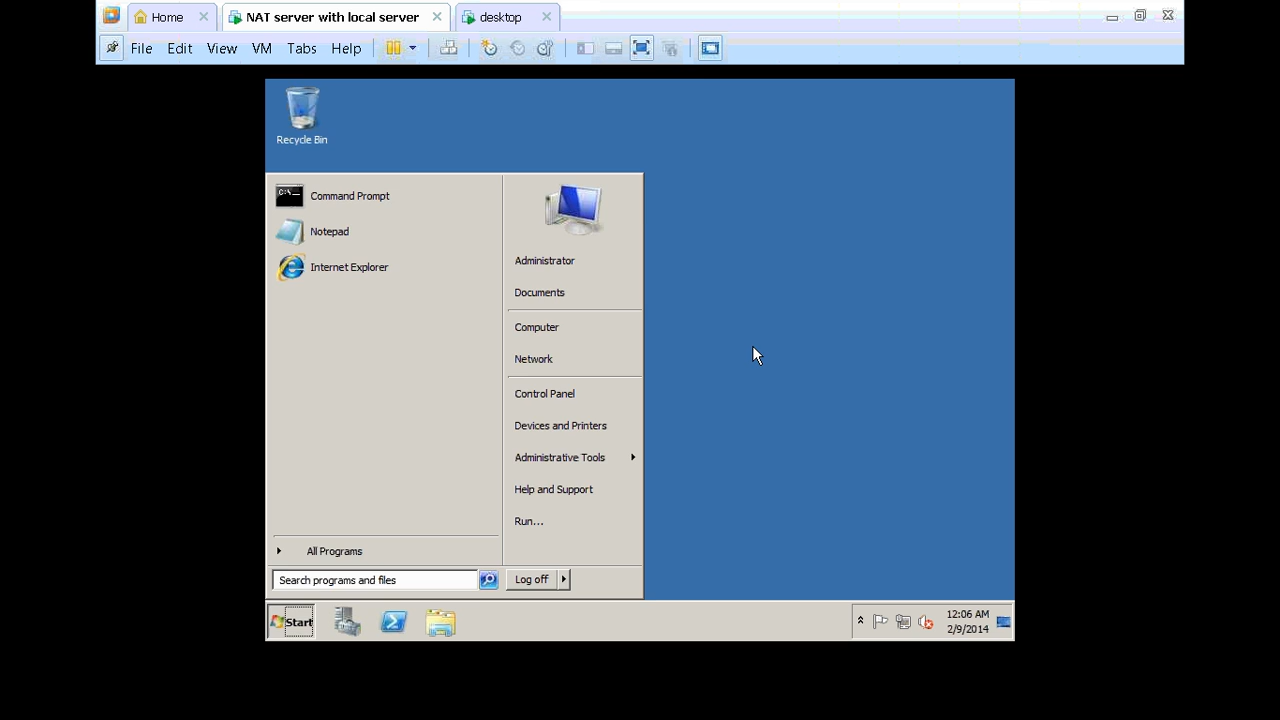 Home
NAT server with local server
desktop
File
Edit
View
VM
Tabs
Help
Recycle Bin
Command Prompt
Notepad
Internet Explorer
All Programs
Search programs and files
Administrator
Documents
Computer
Network
Control Panel
Devices and Printers
Administrative Tools
Help and Support
Run...
Log off
Start
12:06 AM
2/9/2014